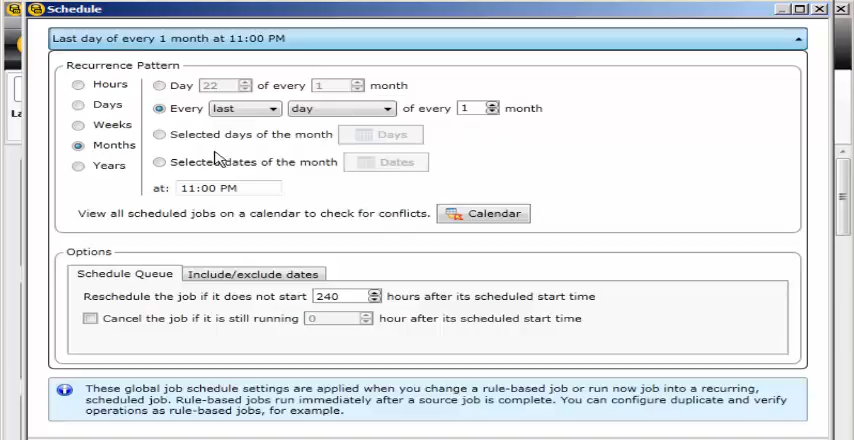 Schedule
Last day of every 1 month at 11:00 PM
Recurrence Pattern
Hours
Day 22 of every 1 month
Days
Every last day of every 1 month
Weeks
Selected days of the month Days
Months
Selected dates of the month Dates
Years
at: 11:00 PM
View all scheduled jobs on a calendar to check for conflicts. Calendar
Options
Schedule Queue Include/exclude dates
Reschedule the job if it does not start 240 hours after its scheduled start time
Cancel the job if it is still running 0 hour after its scheduled start time
These global job schedule settings are applied when you change a rule-based job or run now job into a recurring,
scheduled job. Rule-based jobs run immediately after a source job is complete. You can configure duplicate and verify
operations as rule-based jobs, for example.